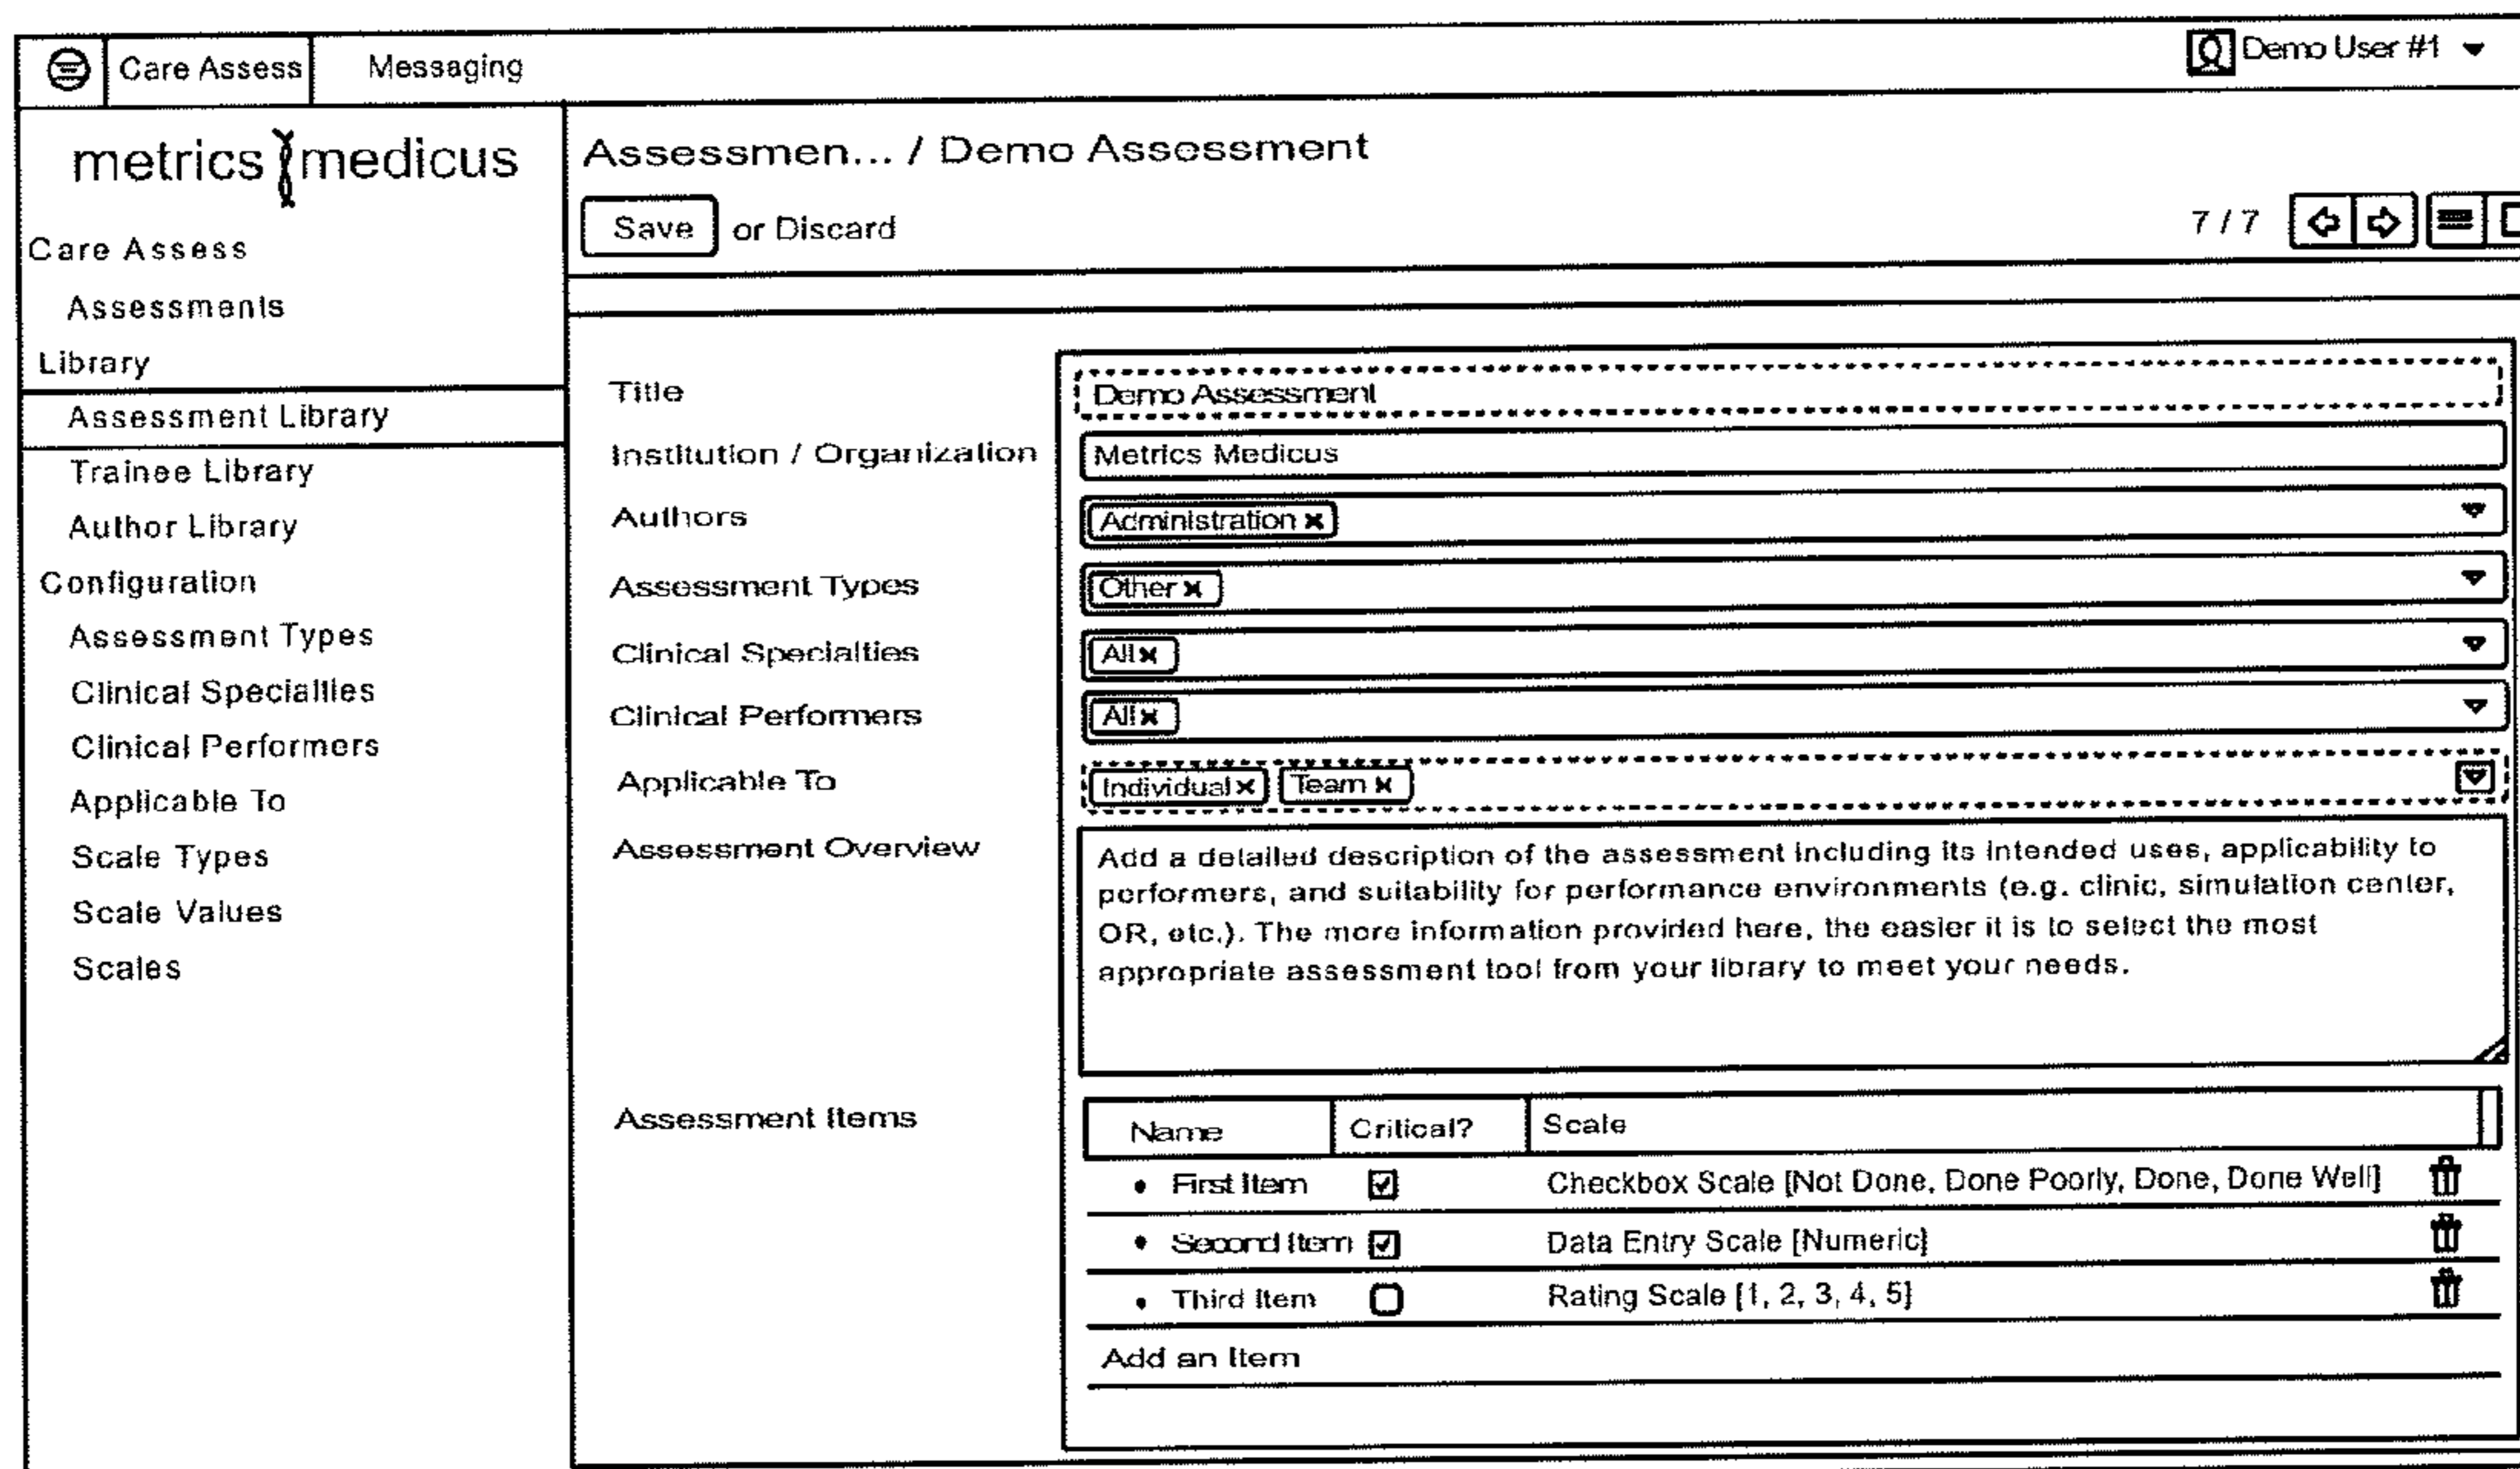 Care Assess Messaging Demo User #1
metrics medicus
Care Assess
Assessments
Library
Assessment Library
Trainee Library
Author Library
Configuration
Assessment Types
Clinical Specialties
Clinical Performers
Applicable To
Scale Types
Scale Values
Scales
Assessmen... / Demo Assessment
Save or Discard 7 / 7
Title Demo Assessment
Institution / Organization Metrics Medicus
Authors Administration x
Assessment Types Other x
Clinical Specialties All x
Clinical Performers All x
Applicable To Individual x Team x
Assessment Overview
Add a detailed description of the assessment including its intended uses, applicability to
performers, and suitability for performance environments (e.g. clinic, simulation center,
OR, etc.). The more information provided here, the easier it is to select the most
appropriate assessment tool from your library to meet your needs.
Assessment Items
Name Critical? Scale
• First Item Checkbox Scale [Not Done, Done Poorly, Done, Done Well]
• Second Item Data Entry Scale [Numeric]
• Third Item Rating Scale [1, 2, 3, 4, 5]
Add an Item